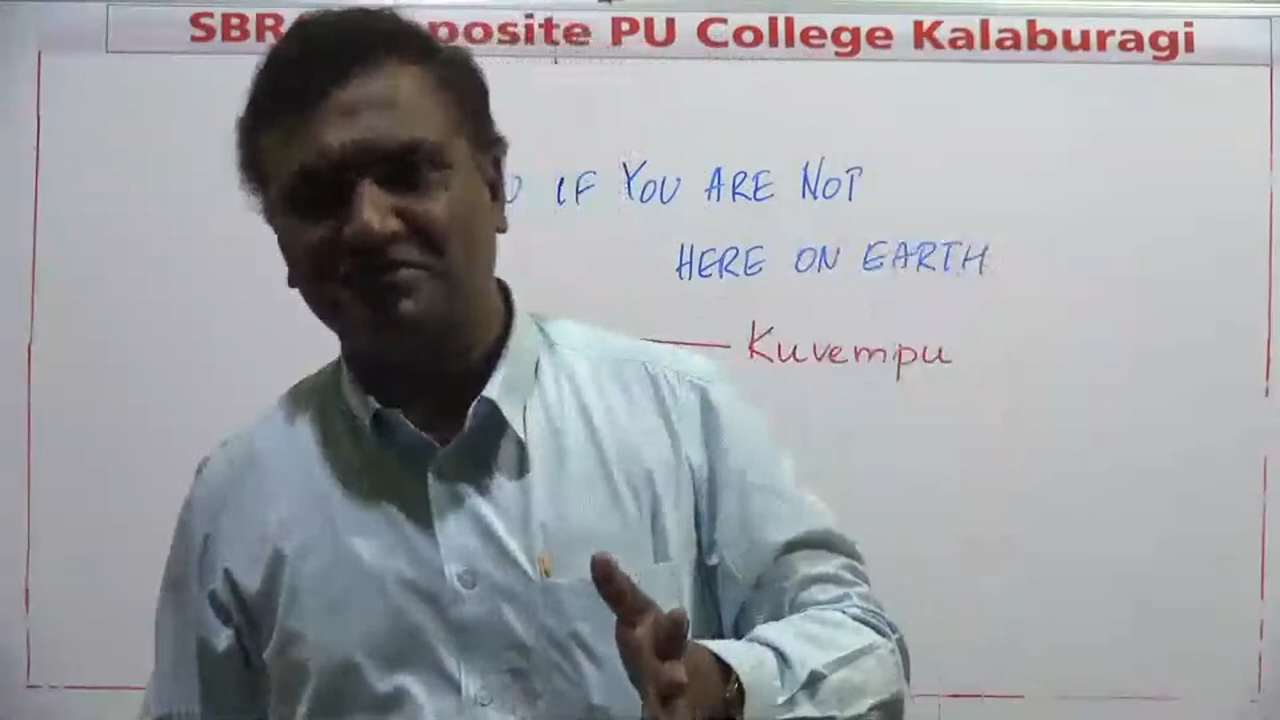 SBR posite PU College Kalaburagi
IF YOU ARE NOT
HERE ON EARTH
— Kuvempu